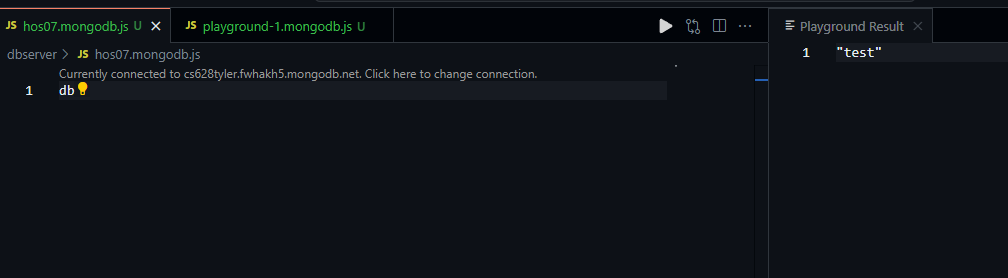 JS hos07.mongodb.js U
JS playground-1.mongodb.js U
Playground Result
dbserver > JS hos07.mongodb.js
Currently connected to cs628tyler.fwhakh5.mongodb.net. Click here to change connection.
1 db
1 "test"